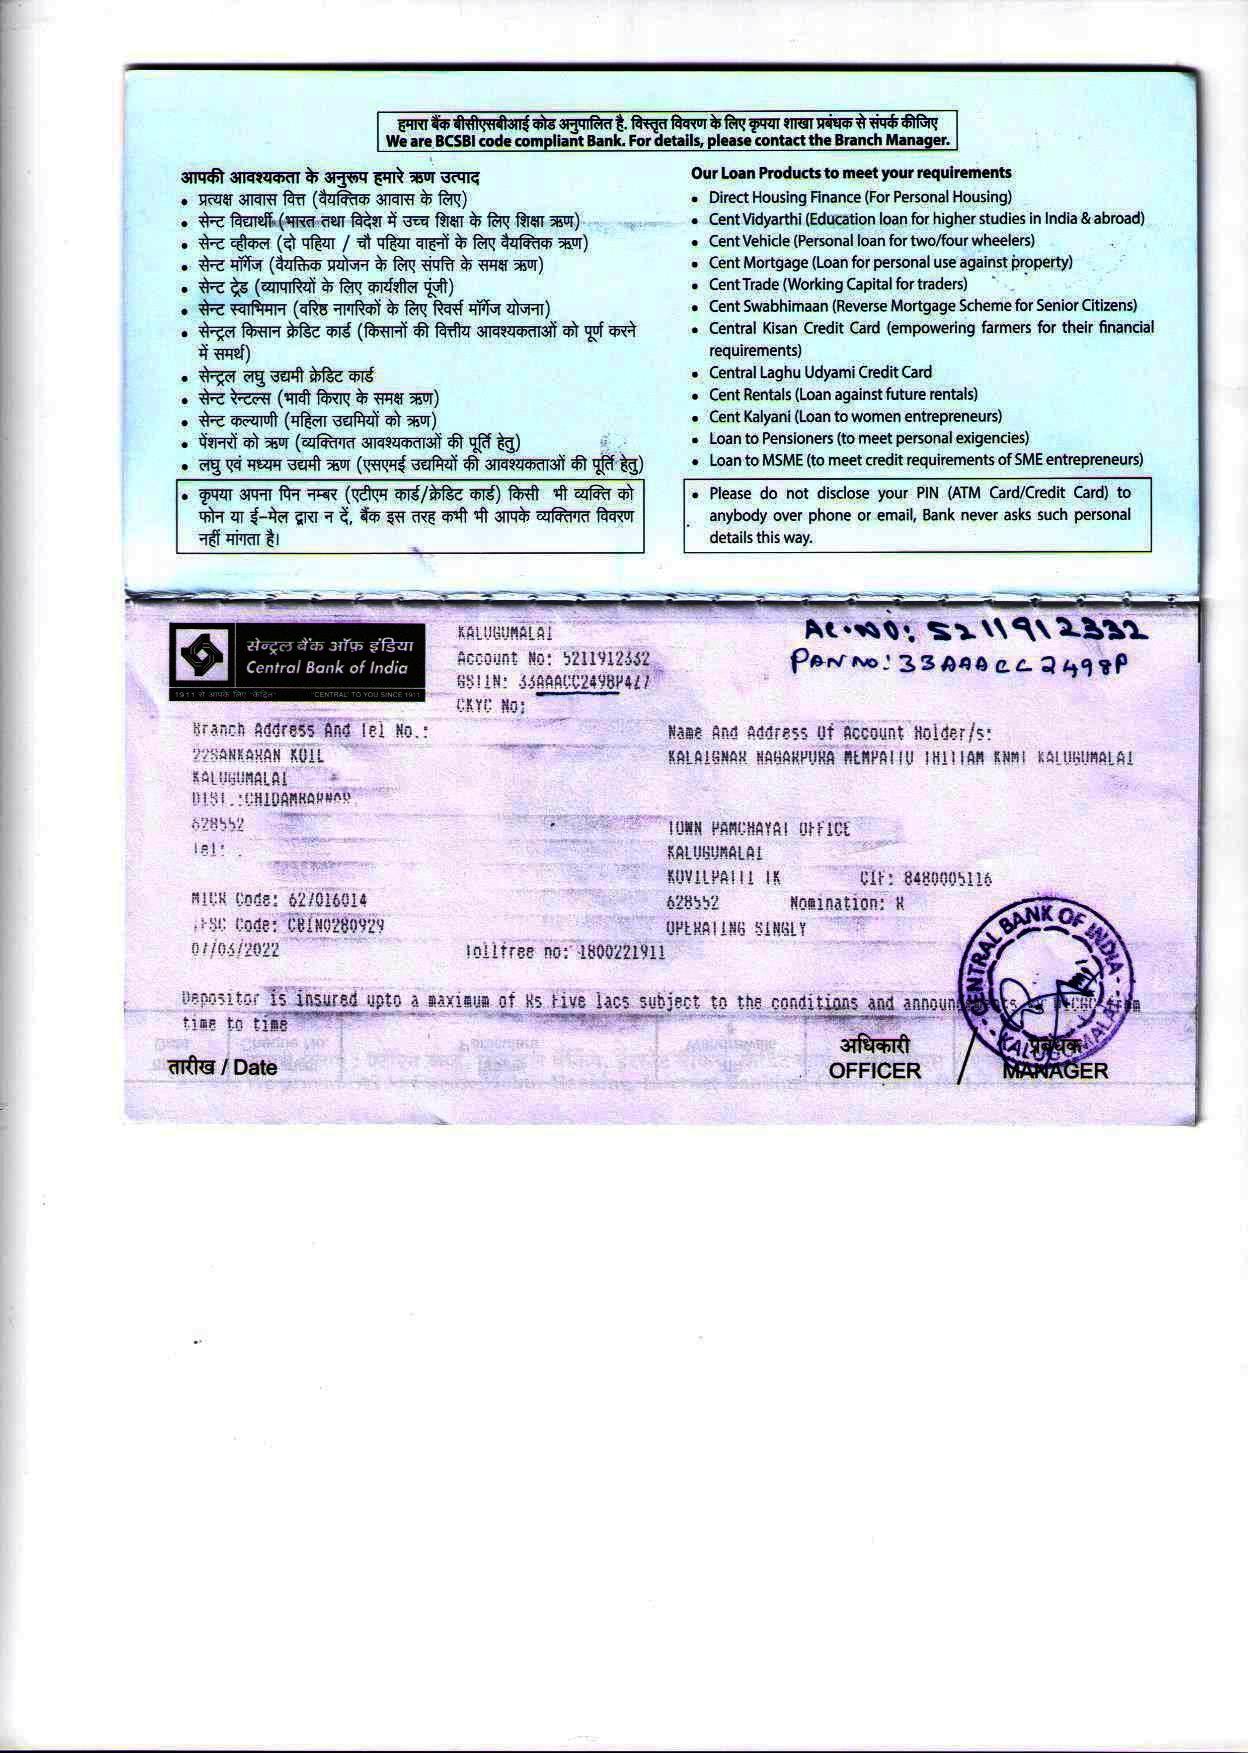 हमारा बैंक बीसीएसबीआई कोड अनुपालित है. विस्तृत विवरण के लिए कृपया शाखा प्रबंधक से संपर्क कीजिए
We are BCSBI code compliant Bank. For details, please contact the Branch Manager.
आपकी आवश्यकता के अनुरूप हमारे ऋण उत्पाद
• प्रत्यक्ष आवास वित्त (वैयक्तिक आवास के लिए)
• सेन्ट विद्यार्थी (भारत तथा विदेश में उच्च शिक्षा के लिए शिक्षा ऋण)
• सेन्ट व्हीकल (दो पहिया / चौ पहिया वाहनों के लिए वैयक्तिक ऋण)
• सेन्ट मॉर्गेज (वैयक्तिक प्रयोजन के लिए संपत्ति के समक्ष ऋण)
• सेन्ट ट्रेड (व्यापारियों के लिए कार्यशील पूंजी)
• सेन्ट स्वाभिमान (वरिष्ठ नागरिकों के लिए रिवर्स मॉर्गेज योजना)
• सेन्ट्रल किसान क्रेडिट कार्ड (किसानों की वित्तीय आवश्यकताओं को पूर्ण करने
में समर्थ)
• सेन्ट्रल लघु उद्यमी क्रेडिट कार्ड
• सेन्ट रेन्टल्स (भावी किराए के समक्ष ऋण)
• सेन्ट कल्याणी (महिला उद्यमियों को ऋण)
• पेंशनरों को ऋण (व्यक्तिगत आवश्यकताओं की पूर्ति हेतु)
• लघु एवं मध्यम उद्यमी ऋण (एसएमई उद्यमियों की आवश्यकताओं की पूर्ति हेतु)
• कृपया अपना पिन नम्बर (एटीएम कार्ड/क्रेडिट कार्ड) किसी भी व्यक्ति को
फोन या ई-मेल द्वारा न दें, बैंक इस तरह कभी भी आपके व्यक्तिगत विवरण
नहीं मांगता है।
Our Loan Products to meet your requirements
• Direct Housing Finance (For Personal Housing)
• Cent Vidyarthi (Education loan for higher studies in India & abroad)
• Cent Vehicle (Personal loan for two/four wheelers)
• Cent Mortgage (Loan for personal use against property)
• Cent Trade (Working Capital for traders)
• Cent Swabhimaan (Reverse Mortgage Scheme for Senior Citizens)
• Central Kisan Credit Card (empowering farmers for their financial
requirements)
• Central Laghu Udyami Credit Card
• Cent Rentals (Loan against future rentals)
• Cent Kalyani (Loan to women entrepreneurs)
• Loan to Pensioners (to meet personal exigencies)
• Loan to MSME (to meet credit requirements of SME entrepreneurs)
• Please do not disclose your PIN (ATM Card/Credit Card) to
anybody over phone or email, Bank never asks such personal
details this way.
सेन्ट्रल बैंक ऑफ़ इंडिया
Central Bank of India
1911 से आपके लिए "केंद्रित" "CENTRAL" TO YOU SINCE 1911
KALUGUMALAI
Account No: 5211912332
GSTIN: 33AAACC2498P4Z7
CKYC No:
AC.NO: 5211912332
PAN NO: 33AAACC2498P
Branch Address And Tel No.:
22SANKARAN KOIL
KALUGUMALAI
DIST.:CHIDAMBARNAR
628552
Tel: .
MICR Code: 627016014
IFSC Code: CBIN0280929
07/03/2022
Tollfree no: 1800221911
Name And Address Of Account Holder/s:
KALAIGNAR NAGARPURA MEMPATTU THITTAM KNMT KALUGUMALAI
TOWN PAMCHAYAT OFFICE
KALUGUMALAI
KOVILPATTI TK CIF: 8480005116
628552 Nomination:
OPERATING SINGLY
Depositor is insured upto a maximum of Rs five lacs subject to the conditions and from
time to time
तारीख / Date
अधिकारी
OFFICER
प्रबंधक
MANAGER
CENTRAL BANK OF INDIA
KALUGUMALAI